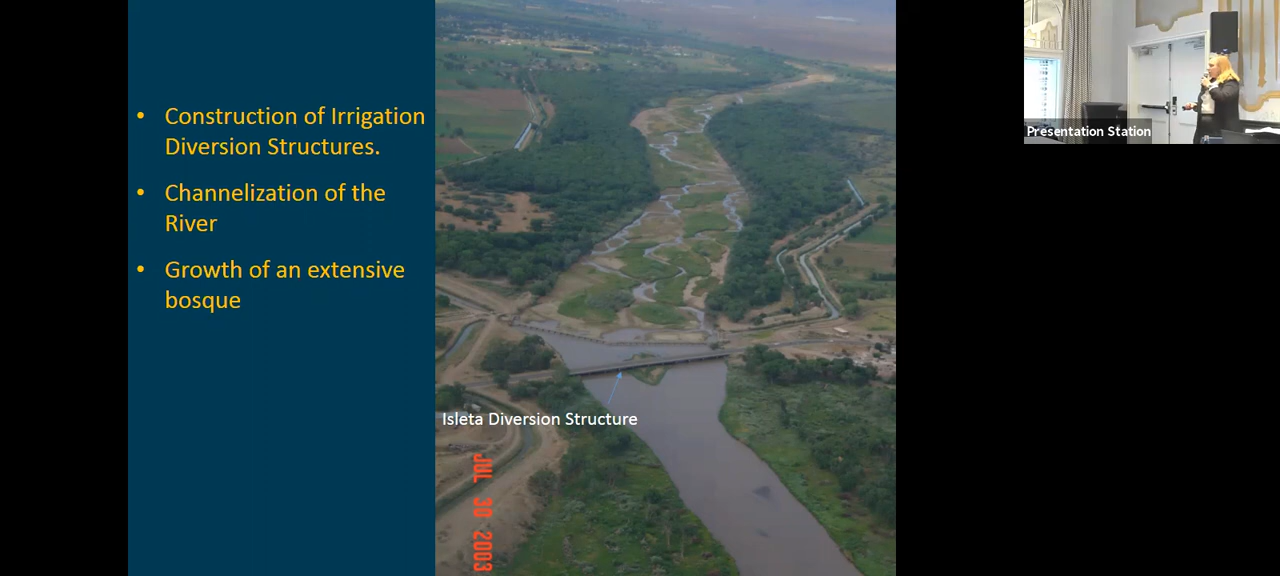 • Construction of Irrigation
Diversion Structures.
• Channelization of the
River
• Growth of an extensive
bosque
Isleta Diversion Structure
JUL 30 2003
Presentation Station